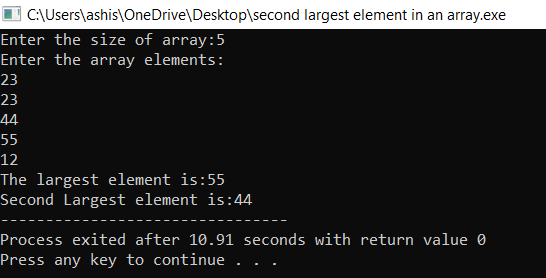 C:\Users\ashis\OneDrive\Desktop\second largest element in an array.exe
Enter the size of array:5
Enter the array elements:
23
23
44
55
12
The largest element is:55
Second Largest element is:44
--------------------------------
Process exited after 10.91 seconds with return value 0
Press any key to continue . . .